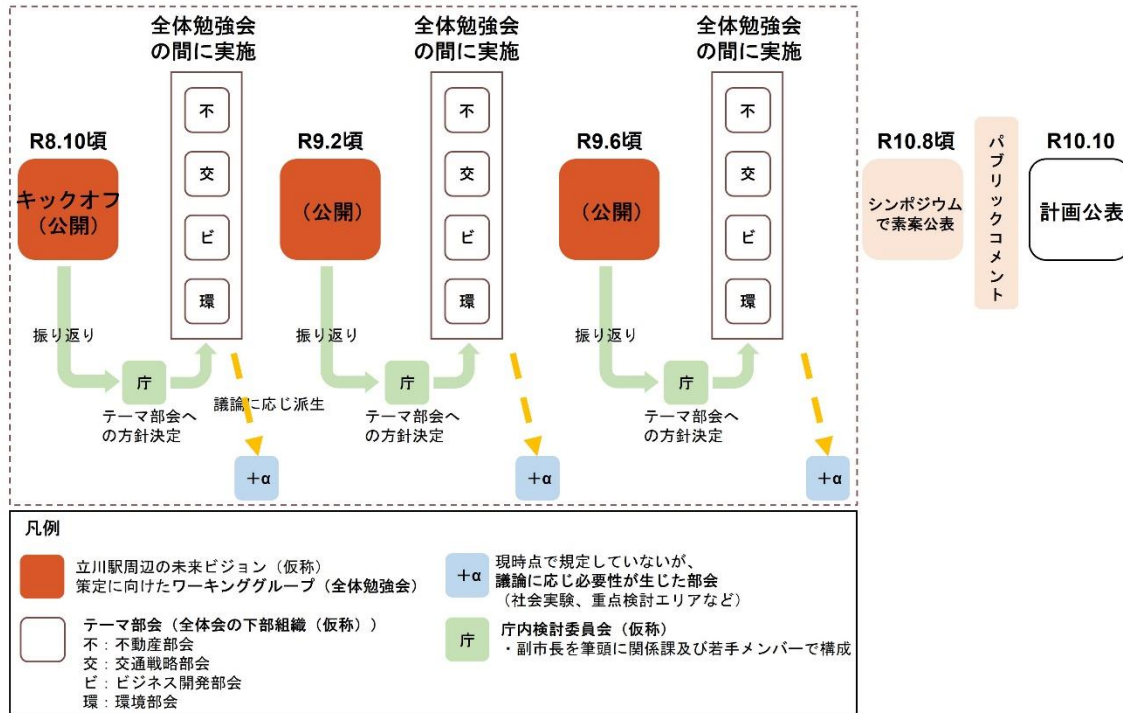 全体勉強会
の間に実施
全体勉強会
の間に実施
全体勉強会
の間に実施
R8.10頃
キックオフ
（公開）
不
交
ビ
環
R9.2頃
（公開）
不
交
ビ
環
R9.6頃
（公開）
不
交
ビ
環
R10.8頃
シンポジウム
で素案公表
パブリックコメント
R10.10
計画公表
振り返り
庁
テーマ部会へ
の方針決定
議論に応じ派生
+α
振り返り
庁
テーマ部会へ
の方針決定
+α
振り返り
庁
テーマ部会へ
の方針決定
+α
凡例
立川駅周辺の未来ビジョン（仮称）
策定に向けたワーキンググループ（全体勉強会）
テーマ部会（全体会の下部組織（仮称））
不：不動産部会
交：交通戦略部会
ビ：ビジネス開発部会
環：環境部会
+α
現時点で規定していないが、
議論に応じ必要性が生じた部会
（社会実験、重点検討エリアなど）
庁
庁内検討委員会（仮称）
・副市長を筆頭に関係課及び若手メンバーで構成